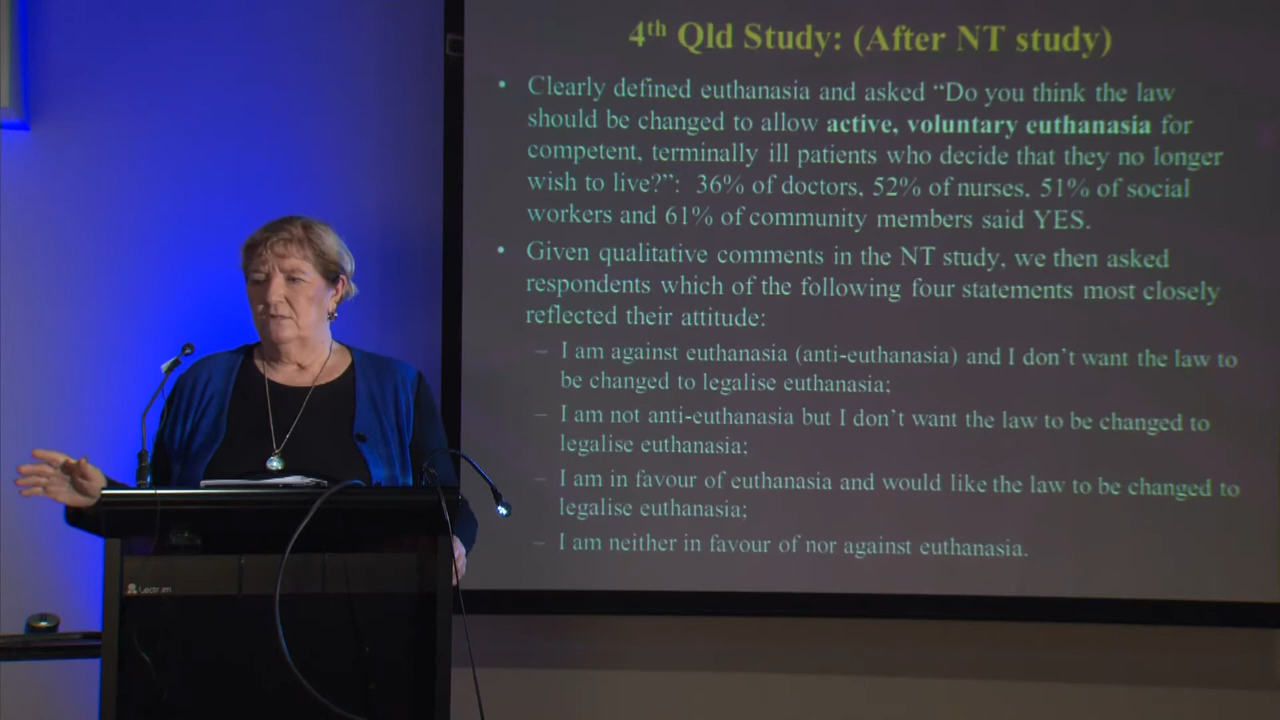 4th Qld Study: (After NT study)
• Clearly defined euthanasia and asked “Do you think the law
should be changed to allow active, voluntary euthanasia for
competent, terminally ill patients who decide that they no longer
wish to live?”: 36% of doctors, 52% of nurses, 51% of social
workers and 61% of community members said YES.
• Given qualitative comments in the NT study, we then asked
respondents which of the following four statements most closely
reflected their attitude:
– I am against euthanasia (anti-euthanasia) and I don’t want the law to
be changed to legalise euthanasia;
– I am not anti-euthanasia but I don’t want the law to be changed to
legalise euthanasia;
– I am in favour of euthanasia and would like the law to be changed to
legalise euthanasia;
– I am neither in favour of nor against euthanasia.